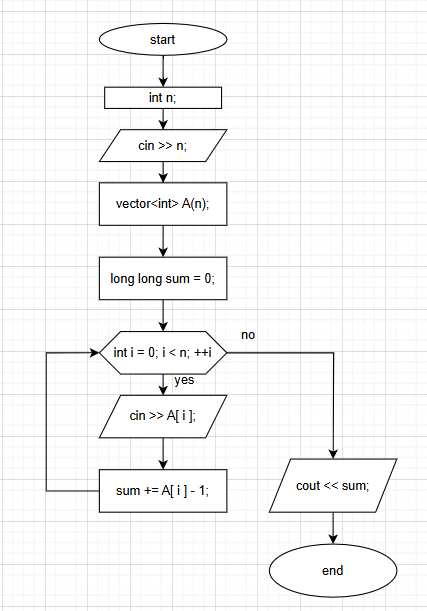 start
int n;
cin >> n;
vector<int> A(n);
long long sum = 0;
int i = 0; i < n; ++i
no
yes
cin >> A[ i ];
sum += A[ i ] - 1;
cout << sum;
end